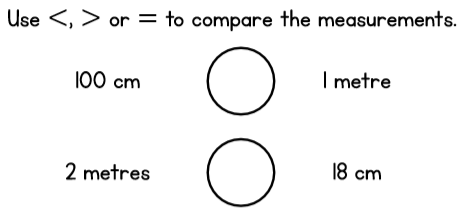 Use <, > or = to compare the measurements.
100 cm 1 metre
2 metres 18 cm